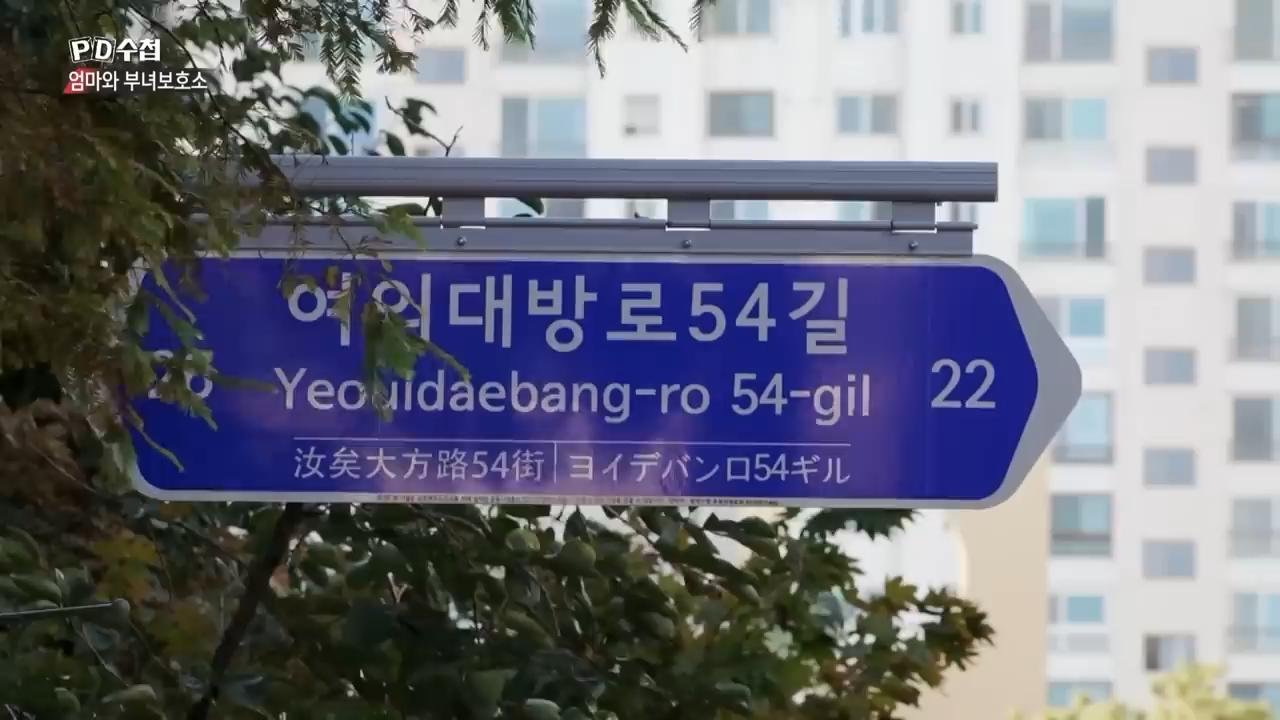 PD수첩
엄마와 부녀보호소
여의대방로54길
Yeouidaebang-ro 54-gil
22
汝矣大方路54街
ヨイデバンロ54ギル